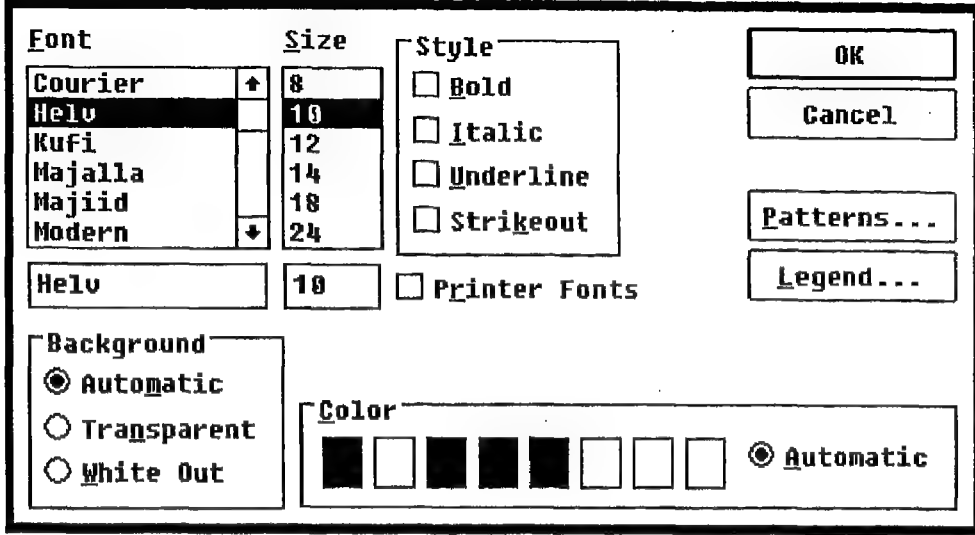 Font
Courier
Helv
Kufi
Majalla
Majiid
Modern
Helv
Size
8
10
12
14
18
24
10
Style
Bold
Italic
Underline
Strikeout
Printer Fonts
OK
Cancel
Patterns...
Legend...
Background
Automatic
Transparent
White Out
Color
Automatic